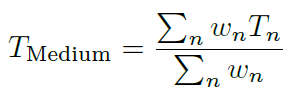 T_Medium = ∑_n w_n T_n / ∑_n w_n